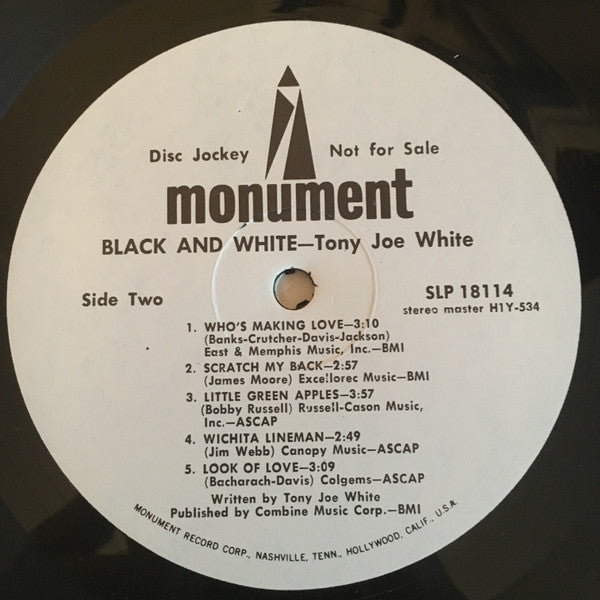 Disc Jockey Not for Sale
monument
BLACK AND WHITE—Tony Joe White
Side Two
SLP 18114
stereo master H1Y-534
1. WHO'S MAKING LOVE—3:10
(Banks-Crutcher-Davis-Jackson)
East & Memphis Music, Inc.—BMI
2. SCRATCH MY BACK—2:57
(James Moore) Excellorec Music—BMI
3. LITTLE GREEN APPLES—3:57
(Bobby Russell) Russell-Cason Music,
Inc.—ASCAP
4. WICHITA LINEMAN—2:49
(Jim Webb) Canopy Music—ASCAP
5. LOOK OF LOVE—3:09
(Bacharach-Davis) Colgems—ASCAP
Written by Tony Joe White
Published by Combine Music Corp.—BMI
MONUMENT RECORD CORP., NASHVILLE, TENN., HOLLYWOOD, CALIF., U.S.A.